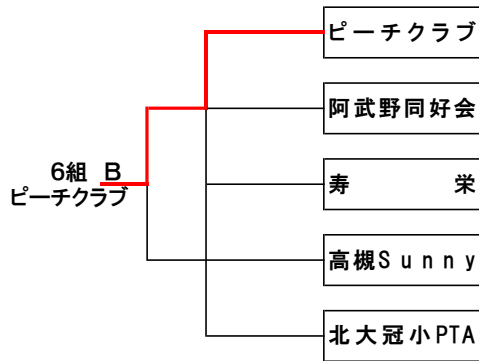 ピーチクラブ
阿武野同好会
6組 B
ピーチクラブ
寿 栄
高槻Sunny
北大冠小PTA